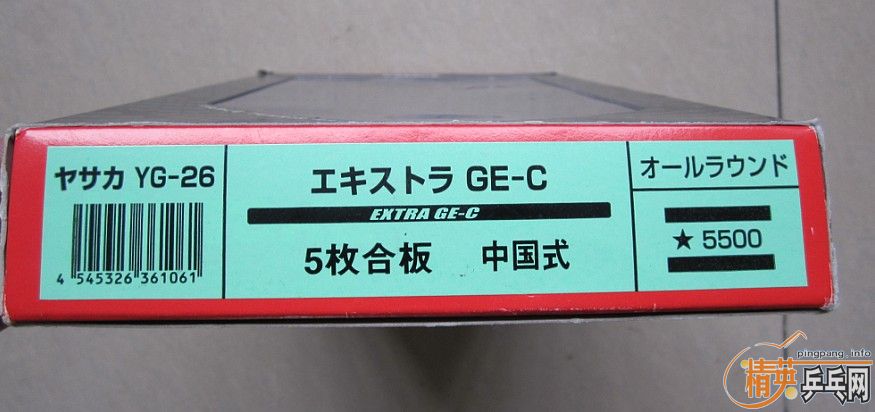 ヤサカ YG-26
4 545326 361061
エキストラ GE-C
EXTRA GE-C
5枚合板 中国式
オールラウンド
★ 5500
pingpang.info
精英乒乓网